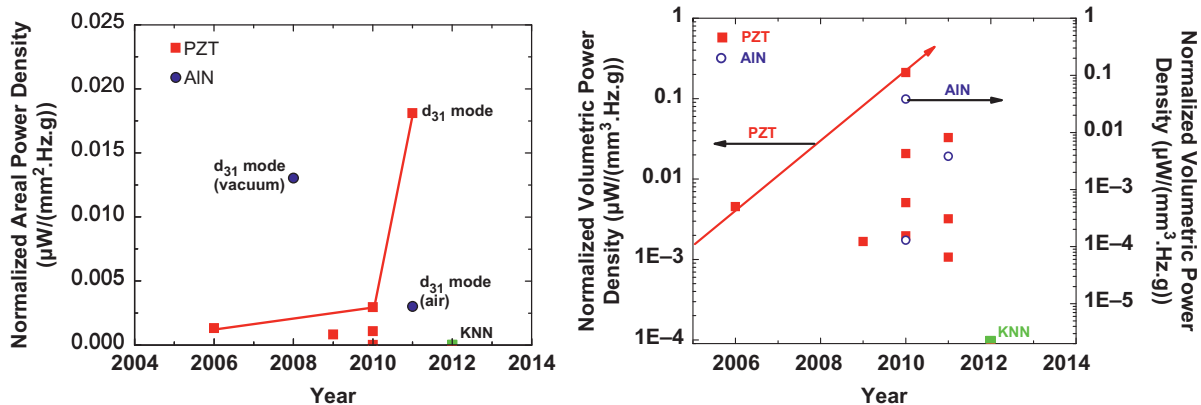 Normalized Areal Power Density
(µW/(mm².Hz.g)
0.025
0.020
0.015
0.010
0.005
0.000
PZT
AlN
d₃₁ mode
d₃₁ mode
(vacuum)
d₃₁ mode
(air)
KNN
2004
2006
2008
2010
2012
2014
Year
Normalized Volumetric Power
Density (µW/(mm³.Hz.g))
1
0.1
0.01
1E−3
1E−4
PZT
AlN
PZT
AlN
KNN
2006
2008
2010
2012
2014
Year
1
0.1
0.01
1E−3
1E−4
1E−5
Normalized Volumetric Power
Density (µW/(mm³.Hz.g))